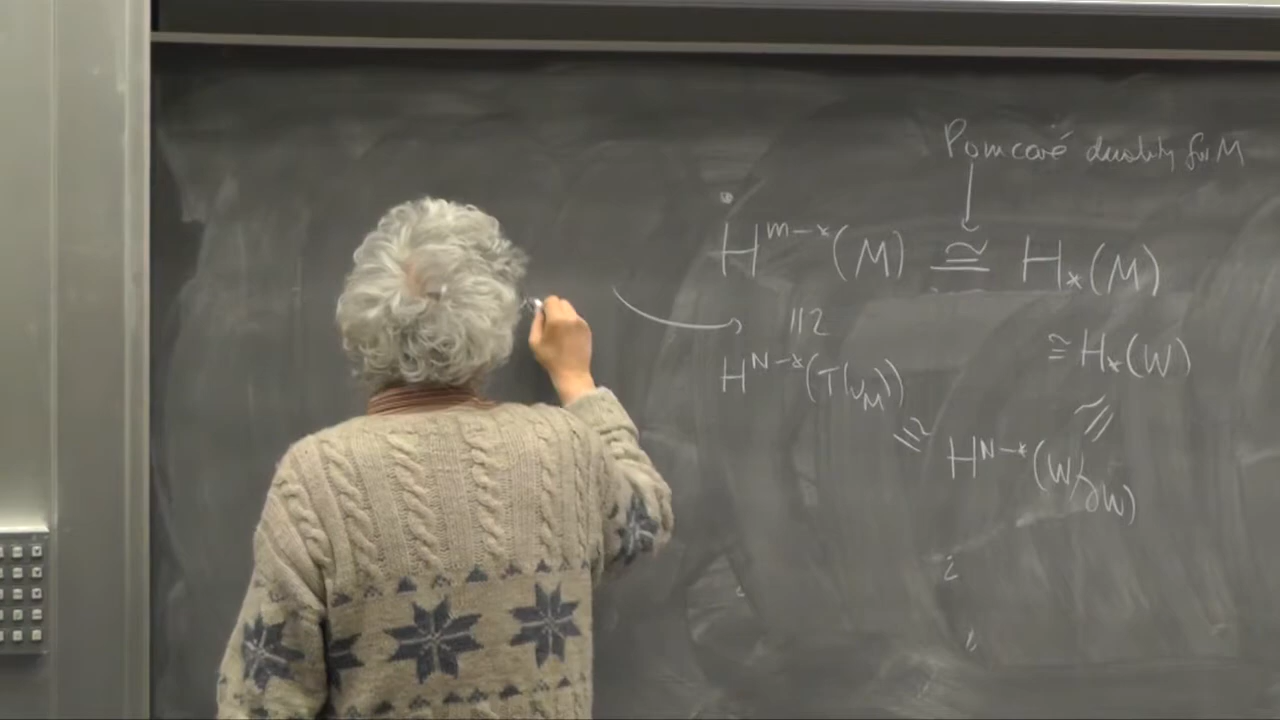 Poincaré duality for M
↓
H^{m-*}(M) ≅ H_*(M)
≅ H_*(W)
H^{N-*}(T(ν_M))
≅ H^{N-*}(W/∂W)